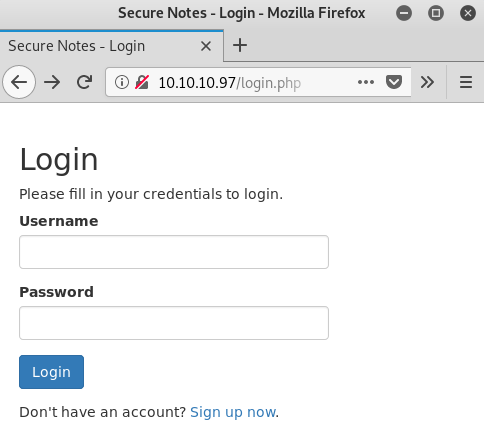 Secure Notes - Login - Mozilla Firefox
Secure Notes - Login
10.10.10.97/login.php
Login
Please fill in your credentials to login.
Username
Password
Login
Don't have an account? Sign up now.